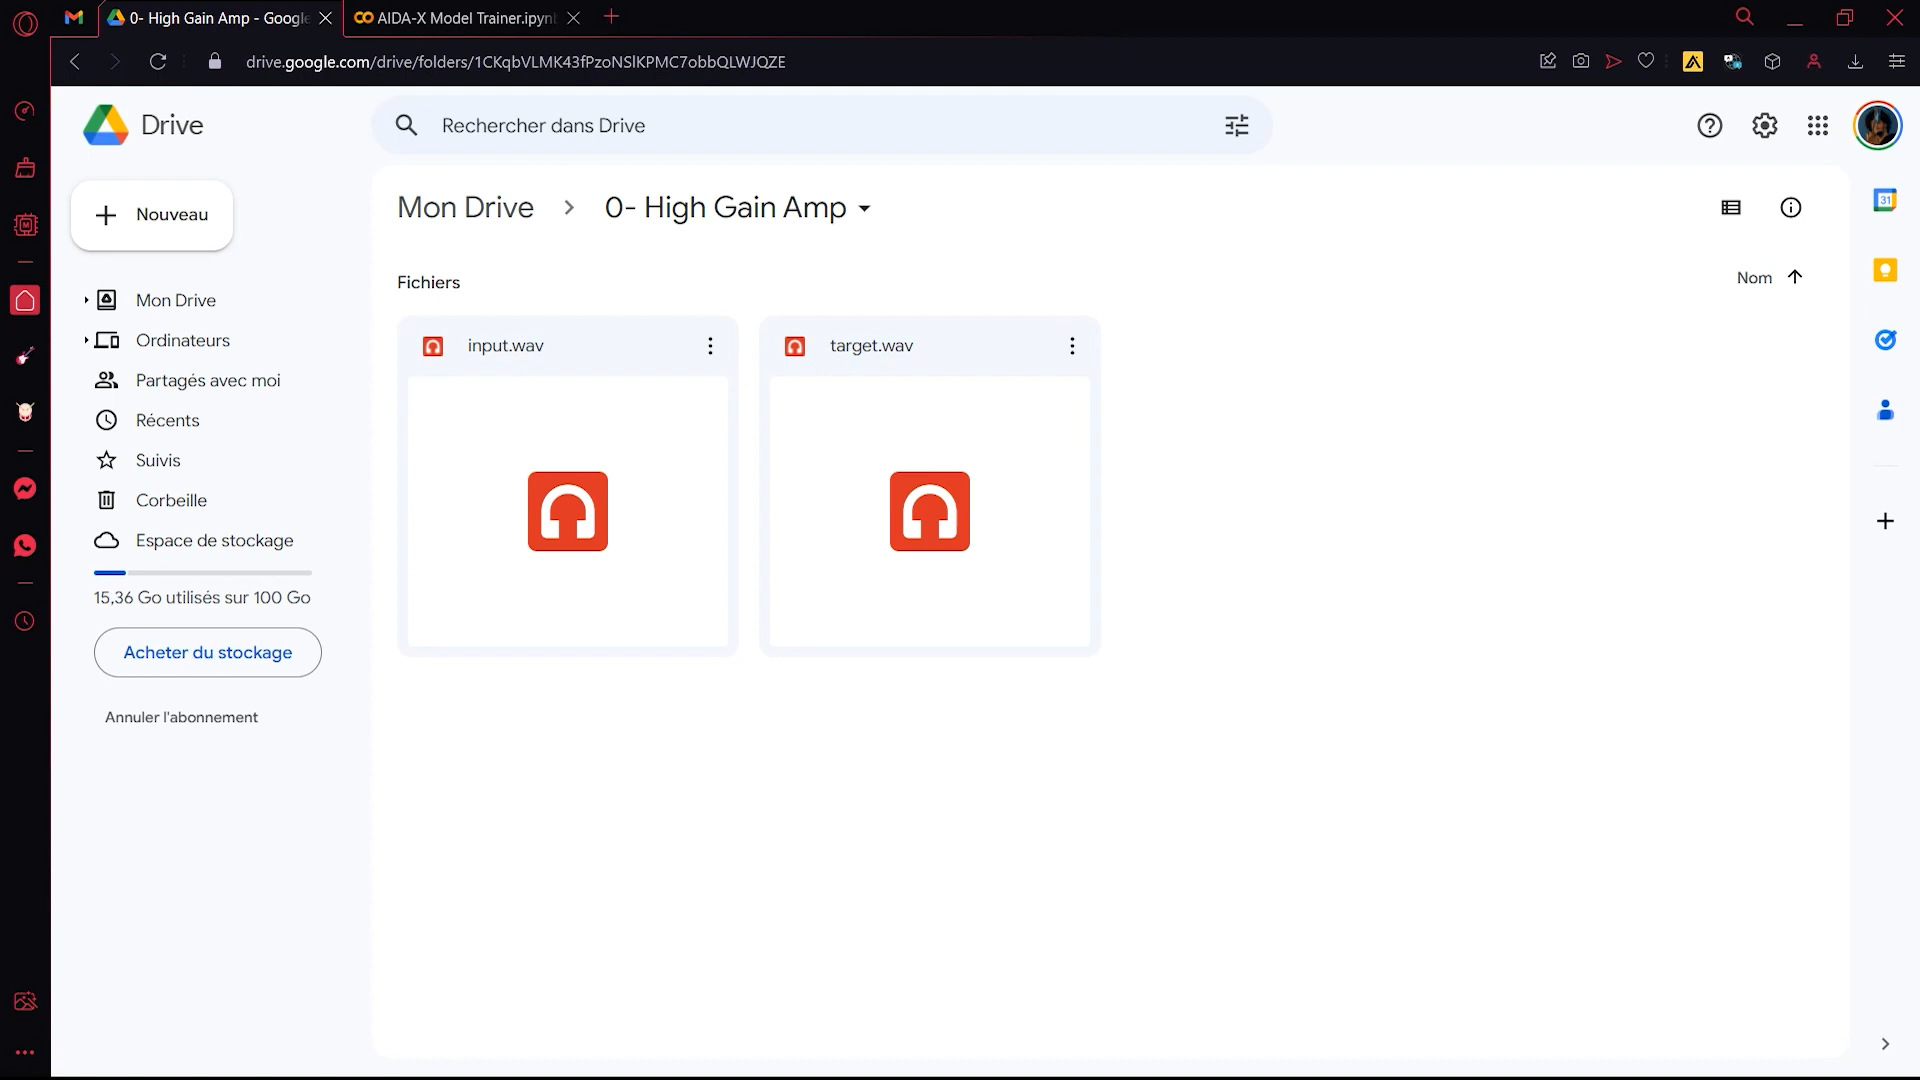 0- High Gain Amp - Google
AIDA-X Model Trainer.ipyn
drive.google.com/drive/folders/1CKqbVLMK43fPzoNSlKPMC7obbQLWJQZE
Drive
Rechercher dans Drive
Nouveau
Mon Drive
Ordinateurs
Partagés avec moi
Récents
Suivis
Corbeille
Espace de stockage
15,36 Go utilisés sur 100 Go
Acheter du stockage
Annuler l'abonnement
Mon Drive > 0- High Gain Amp
Fichiers
Nom
input.wav
target.wav
31